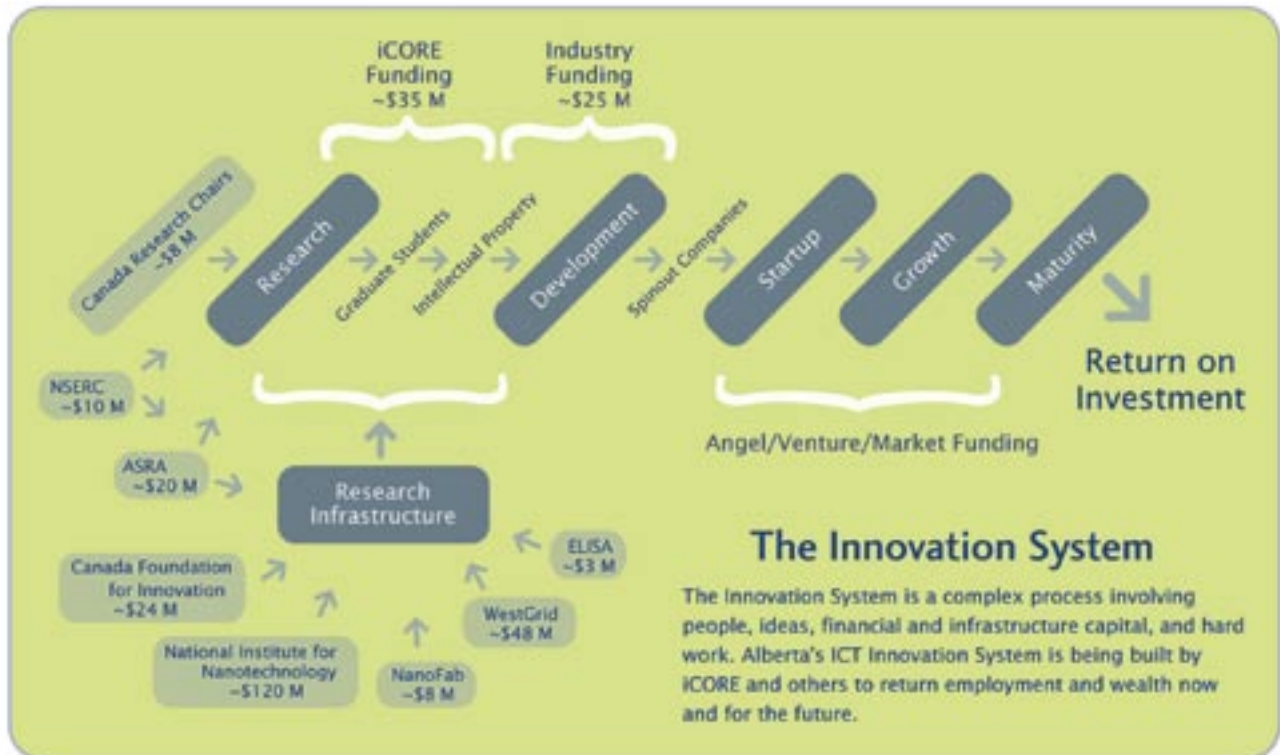 iCORE
Funding
~$35 M
Industry
Funding
~$25 M
Canada Research Chairs
~$8 M
Research
Graduate Students
Intellectual Property
Development
Spinout Companies
Startup
Growth
Maturity
Return on
Investment
NSERC
~$10 M
ASRA
~$20 M
Research
Infrastructure
Angel/Venture/Market Funding
Canada Foundation
for Innovation
~$24 M
National Institute for
Nanotechnology
~$120 M
NanoFab
~$8 M
WestGrid
~$48 M
ELISA
~$3 M
The Innovation System
The Innovation System is a complex process involving
people, ideas, financial and infrastructure capital, and hard
work. Alberta's ICT Innovation System is being built by
iCORE and others to return employment and wealth now
and for the future.